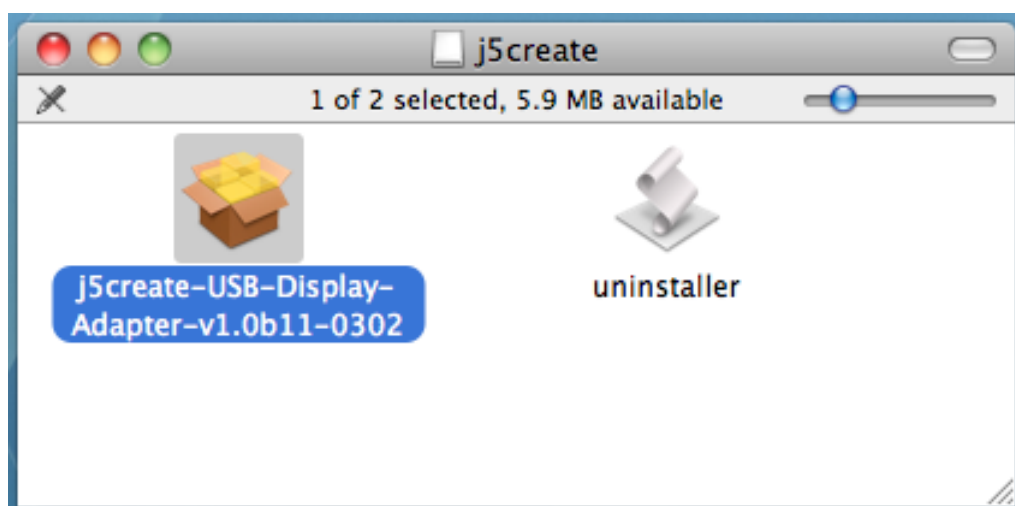 j5create
1 of 2 selected, 5.9 MB available
j5create-USB-Display-
Adapter-v1.0b11-0302
uninstaller